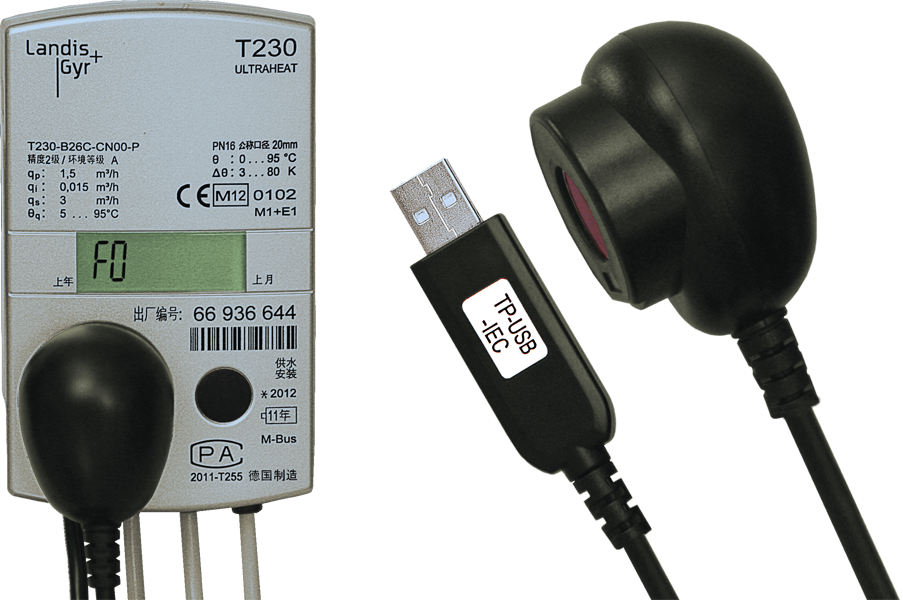 Landis
Gyr+
T230
ULTRAHEAT
T230-B26C-CN00-P
精度2级 / 环境等级 A
qp: 1,5 m³/h
qi: 0,015 m³/h
qs: 3 m³/h
θq: 5 ... 95°C
PN16 公称口径 20mm
θ : 0...95 °C
Δθ: 3...80 K
CE M12 0102
M1+E1
F0
上年
上月
出厂编号: 66 936 644
供水
安装
2012
11年
M-Bus
PA
2011-T255 德国制造
TP-USB
-IEC